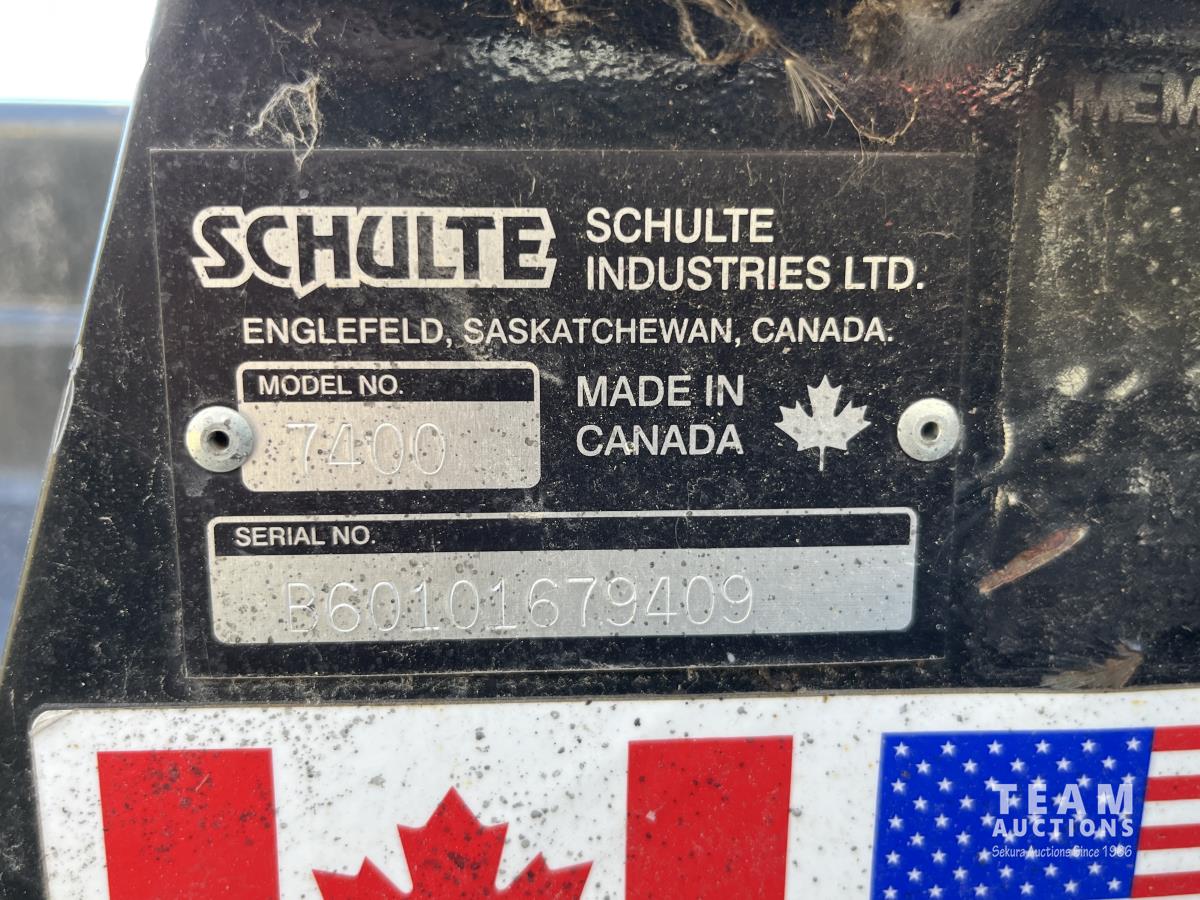 MEM
SCHULTE
SCHULTE
INDUSTRIES LTD.
ENGLEFELD, SASKATCHEWAN, CANADA.
MODEL NO.
7400
MADE IN
CANADA
SERIAL NO.
B60101679409
TEAM
AUCTIONS
Sekura Auctions Since 1966